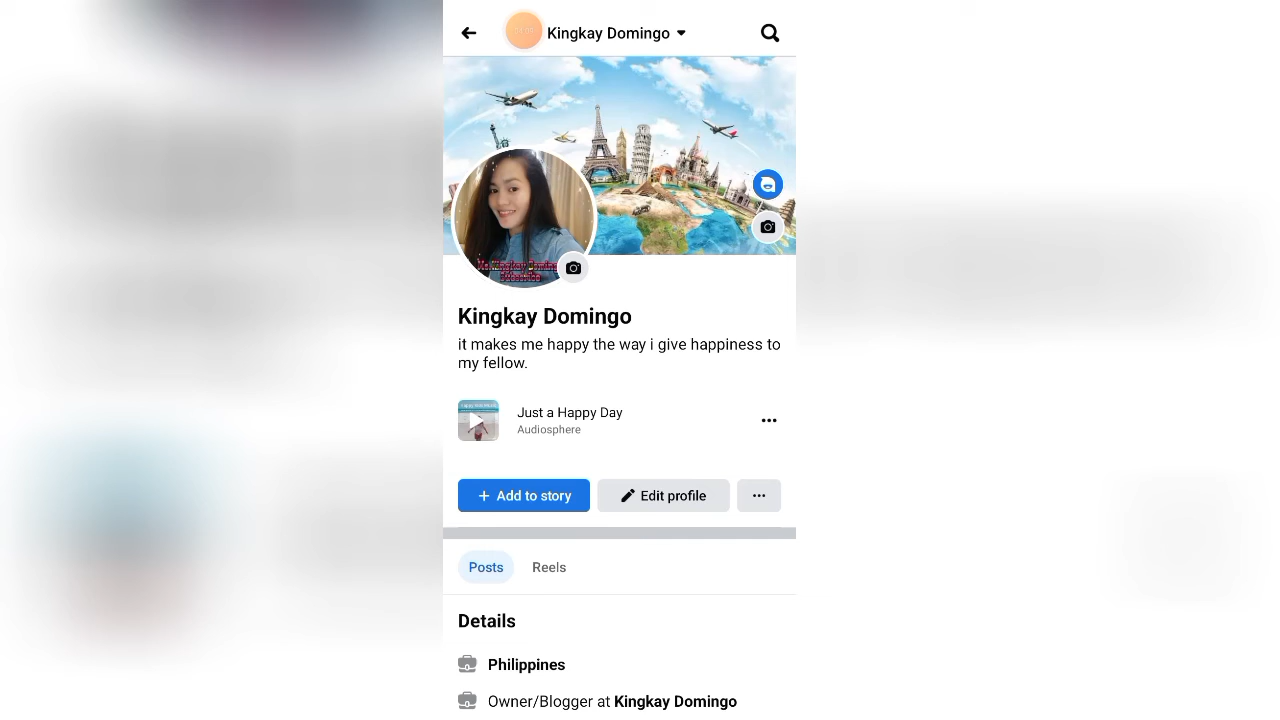 Kingkay Domingo
Kingkay Domingo
it makes me happy the way i give happiness to
my fellow.
Just a Happy Day
Audiosphere
+ Add to story
Edit profile
Posts
Reels
Details
Philippines
Owner/Blogger at Kingkay Domingo